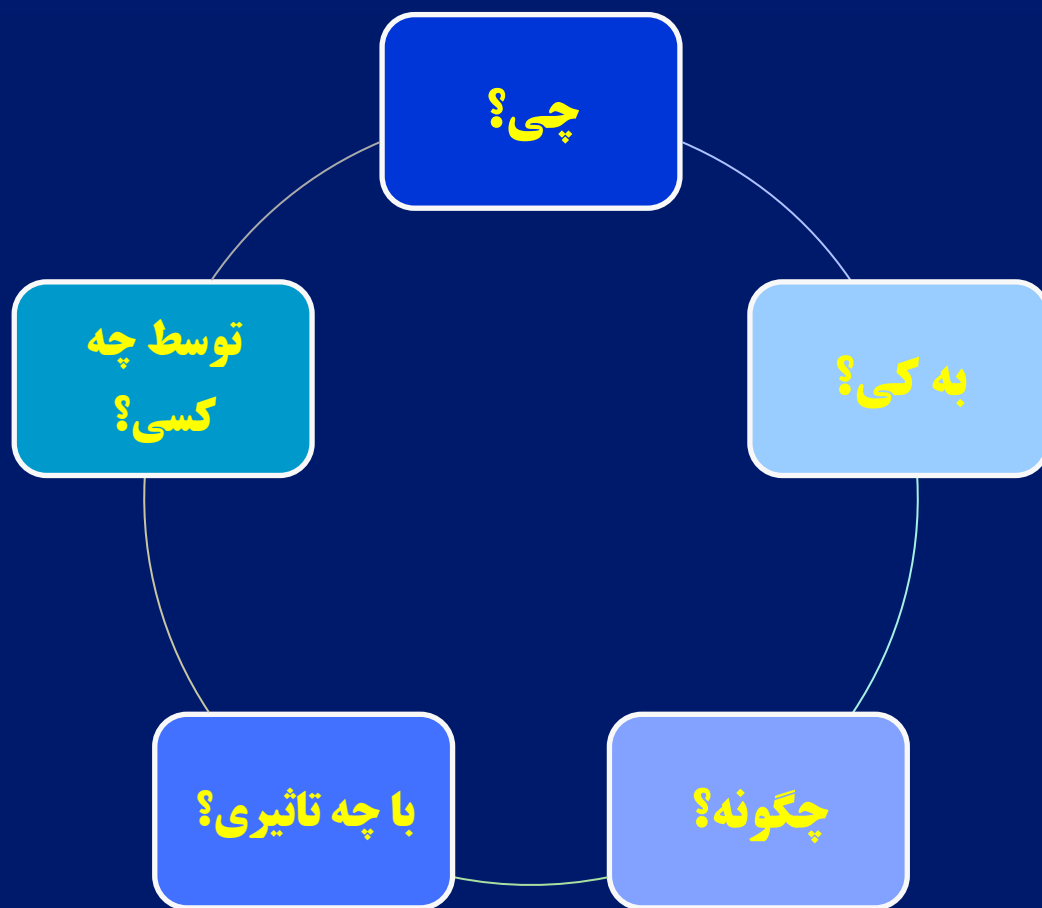 چی؟
به کی؟
چگونه؟
با چه تاثیری؟
توسط چه
کسی؟